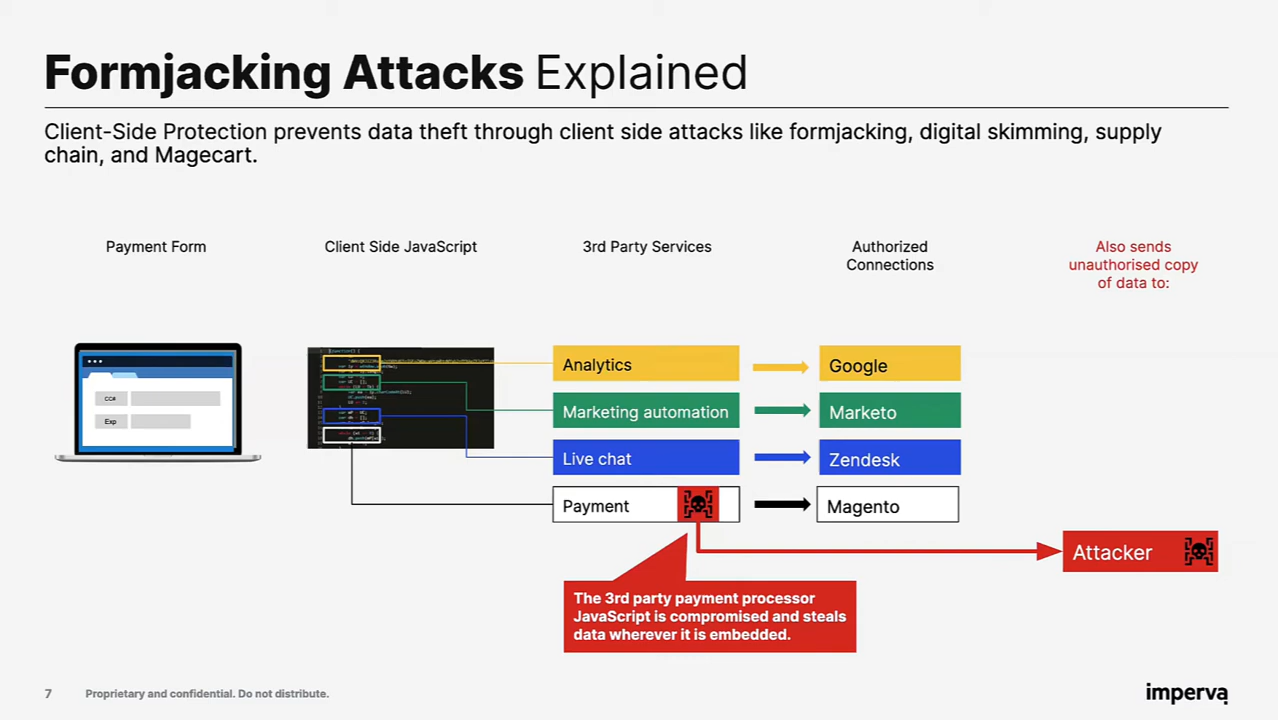 Formjacking Attacks Explained
Client-Side Protection prevents data theft through client side attacks like formjacking, digital skimming, supply
chain, and Magecart.
Payment Form
Client Side JavaScript
3rd Party Services
Authorized
Connections
Also sends
unauthorised copy
of data to:
CC#
Exp
Analytics
Google
Marketing automation
Marketo
Live chat
Zendesk
Payment
Magento
Attacker
The 3rd party payment processor
JavaScript is compromised and steals
data wherever it is embedded.
7
Proprietary and confidential. Do not distribute.
imperva